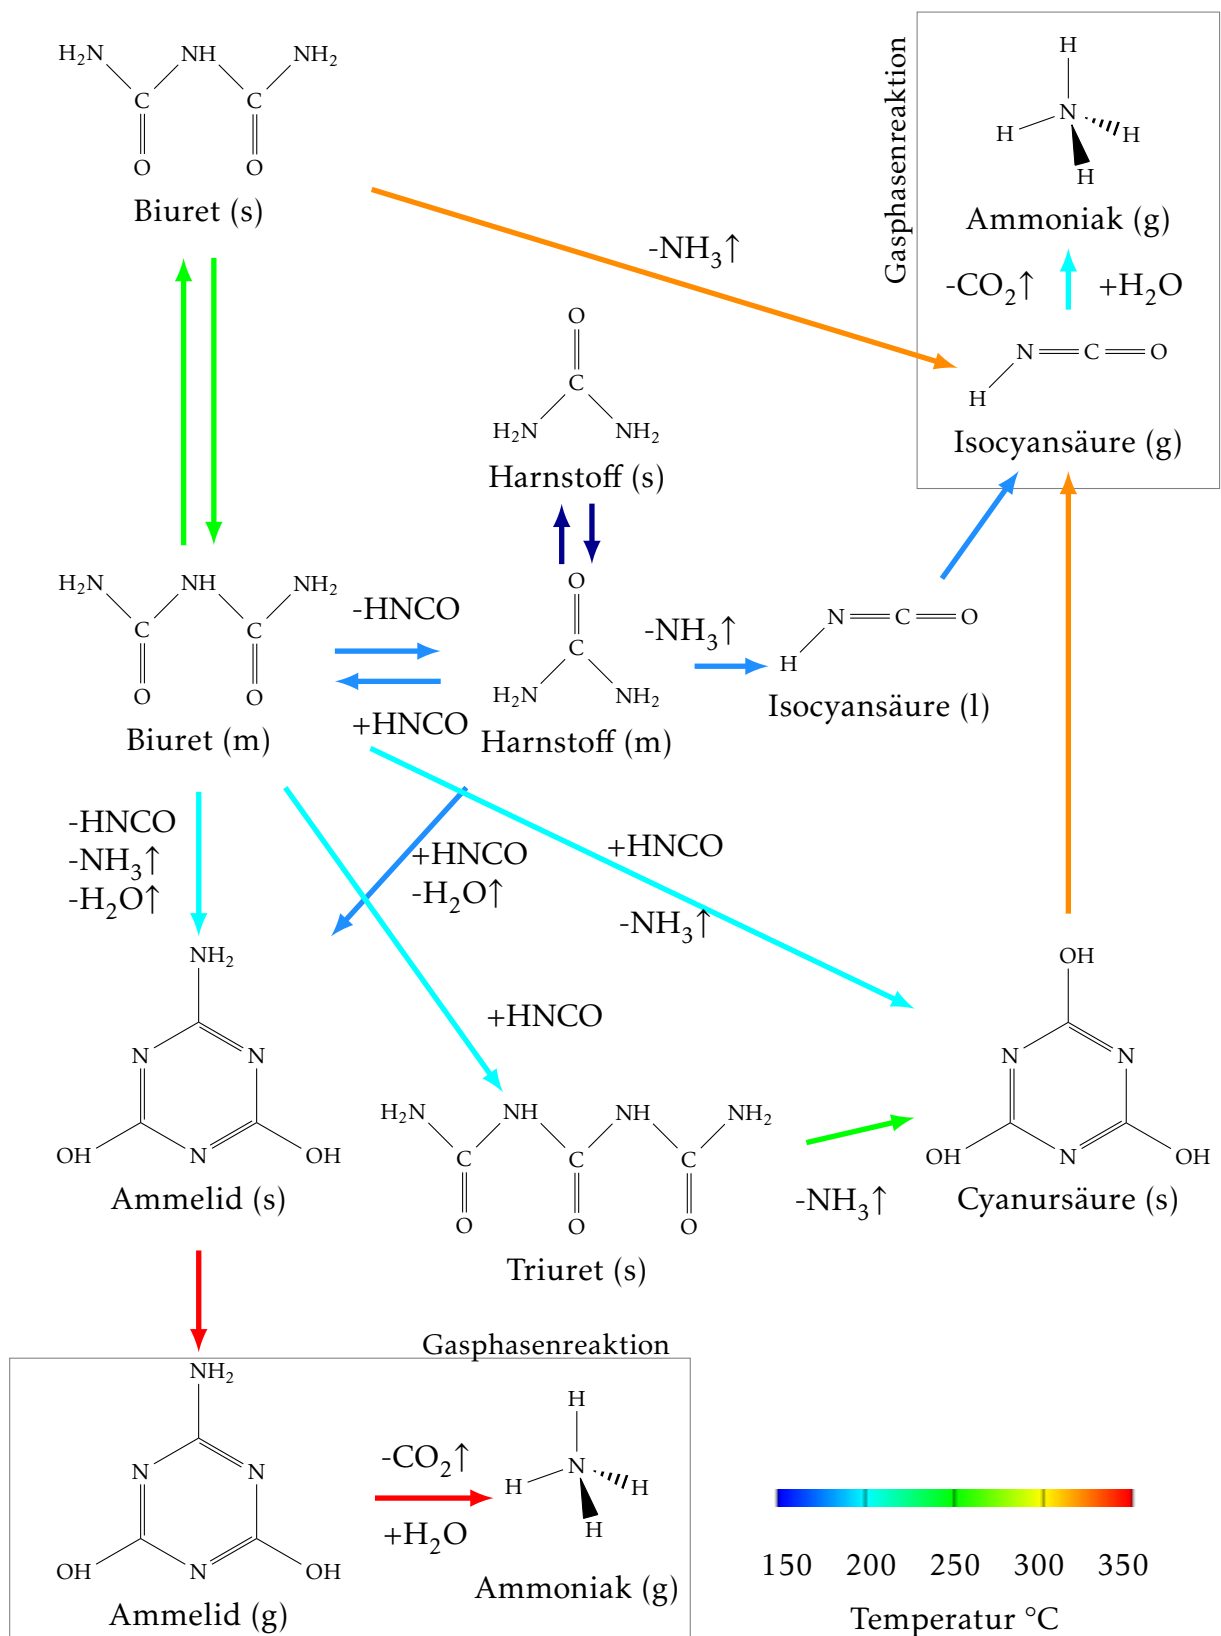 H₂N NH NH₂
C C
O O
Biuret (s)
Gasphasenreaktion
H
N
H H
H
Ammoniak (g)
-CO₂↑ +H₂O
N C O
H
Isocyansäure (g)
-NH₃↑
O
C
H₂N NH₂
Harnstoff (s)
H₂N NH NH₂
C C
O O
Biuret (m)
-HNCO
+HNCO
O
C
H₂N NH₂
Harnstoff (m)
-NH₃↑
N C O
H
Isocyansäure (l)
-HNCO
-NH₃↑
-H₂O↑
+HNCO
-H₂O↑
+HNCO
-NH₃↑
+HNCO
NH₂
N N
OH N OH
Ammelid (s)
H₂N NH NH NH₂
C C C
O O O
Triuret (s)
-NH₃↑
OH
N N
OH N OH
Cyanursäure (s)
Gasphasenreaktion
NH₂
N N
OH N OH
Ammelid (g)
-CO₂↑
+H₂O
H
N
H H
H
Ammoniak (g)
150 200 250 300 350
Temperatur °C